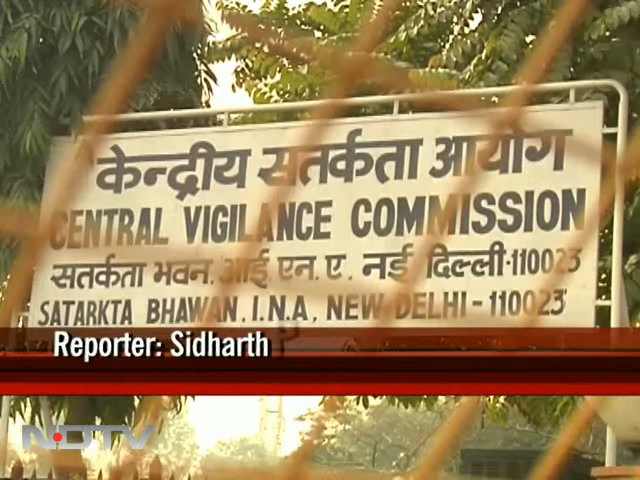 केन्द्रीय सतर्कता आयोग
CENTRAL VIGILANCE COMMISSION
सतर्कता भवन. आई एन. ए. नई दिल्ली-110023
SATARKTA BHAWAN, I.N.A, NEW DELHI - 110023
Reporter: Sidharth
NDTV